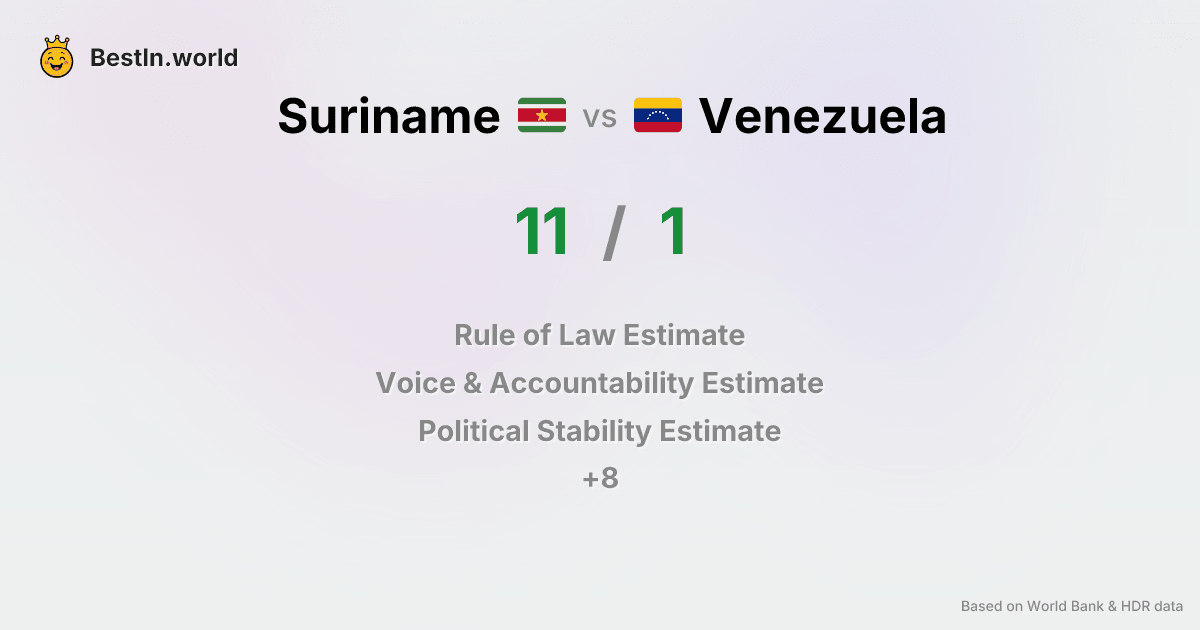 BestIn.world
Suriname vs Venezuela
11 / 1
Rule of Law Estimate
Voice & Accountability Estimate
Political Stability Estimate
+8
Based on World Bank & HDR data